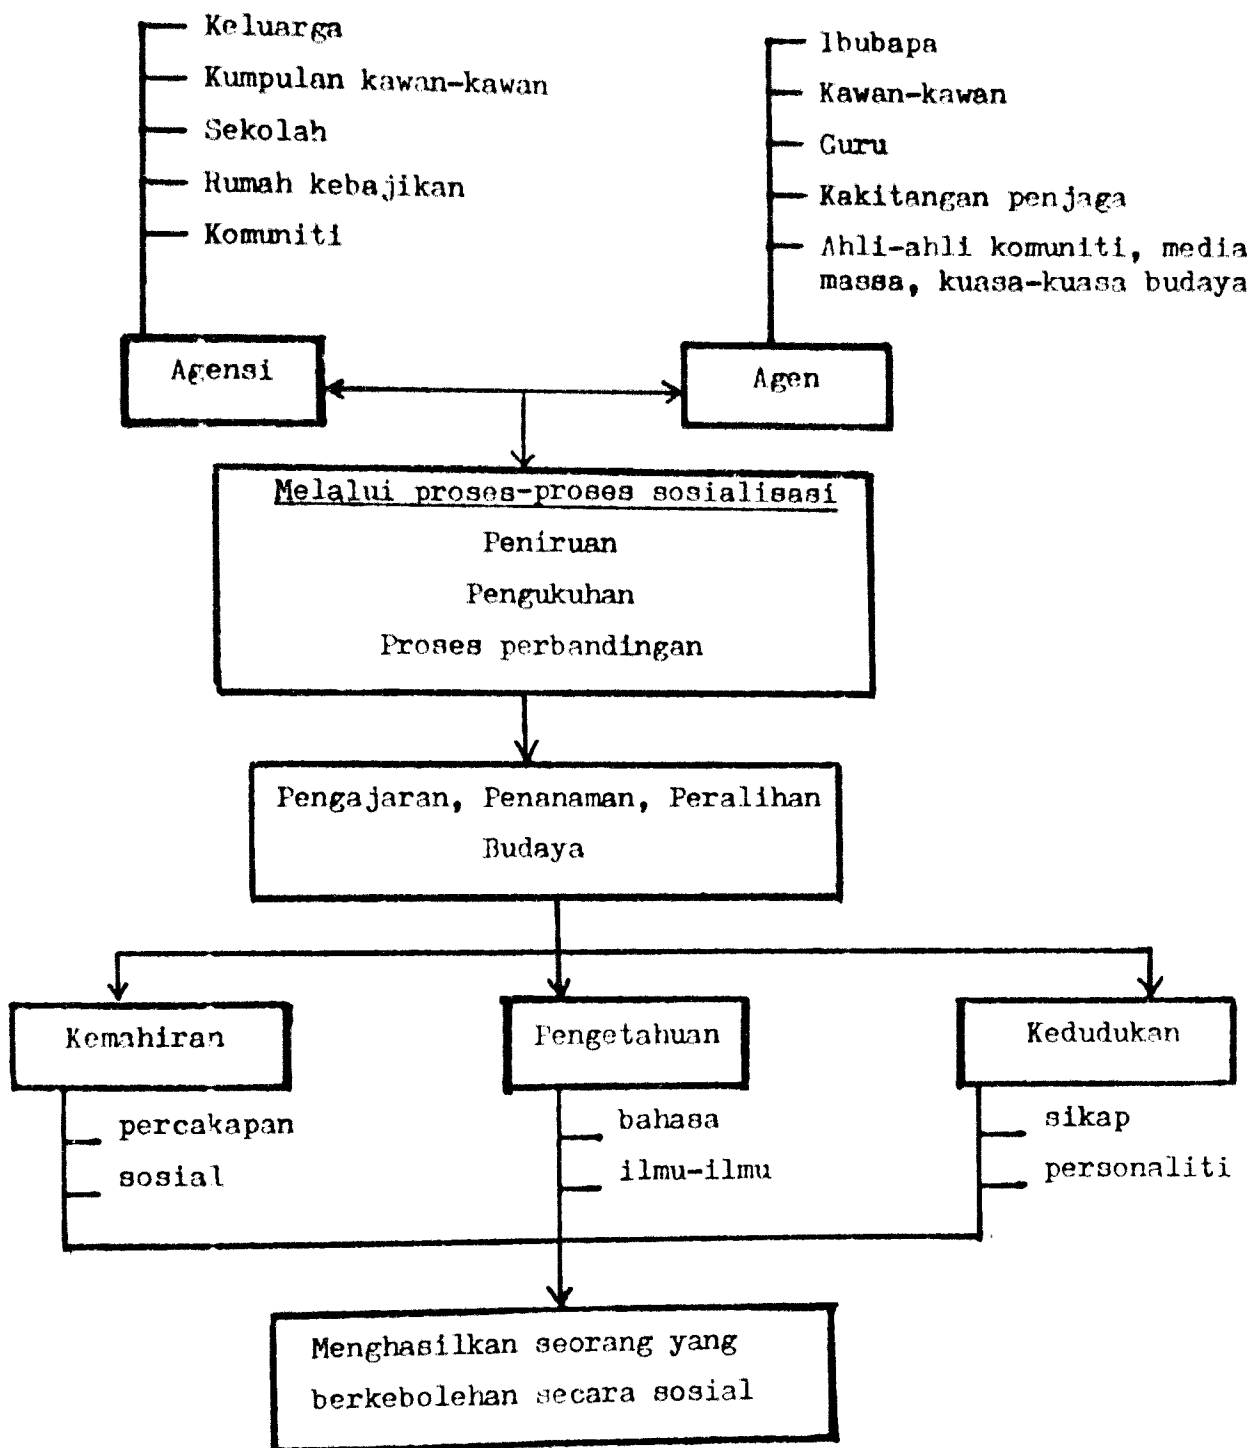 Keluarga
Kumpulan kawan-kawan
Sekolah
Rumah kebajikan
Komuniti
Ibubapa
Kawan-kawan
Guru
Kakitangan penjaga
Ahli-ahli komuniti, media
massa, kuasa-kuasa budaya
Agensi
Agen
Melalui proses-proses sosialisasi
Peniruan
Pengukuhan
Proses perbandingan
Pengajaran, Penanaman, Peralihan
Budaya
Kemahiran
Pengetahuan
Kedudukan
percakapan
sosial
bahasa
ilmu-ilmu
sikap
personaliti
Menghasilkan seorang yang
berkebolehan secara sosial